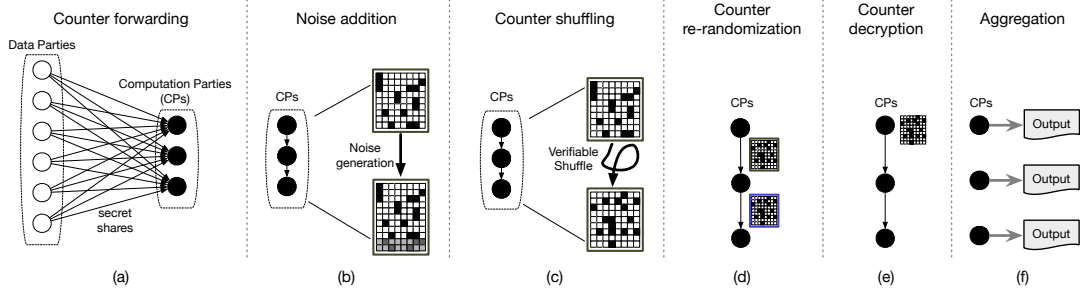 Counter forwarding
Data Parties
Computation Parties
(CPs)
secret
shares
(a)
Noise addition
CPs
Noise
generation
(b)
Counter shuffling
CPs
Verifiable
Shuffle
(c)
Counter
re-randomization
CPs
(d)
Counter
decryption
CPs
(e)
Aggregation
CPs
Output
Output
Output
(f)